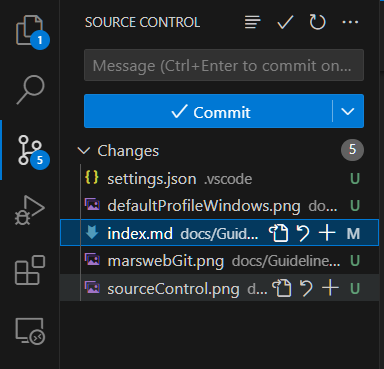 SOURCE CONTROL
1
Message (Ctrl+Enter to commit on...
Commit
Changes 5
5
{} settings.json .vscode U
defaultProfileWindows.png do... U
index.md docs/Guid... M
marswebGit.png docs/Guideline... U
sourceControl.png d... U